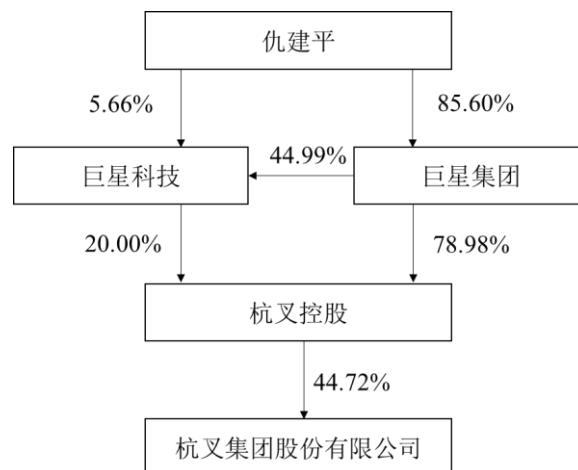 仇建平
5.66%
85.60%
巨星科技
44.99%
巨星集团
20.00%
78.98%
杭叉控股
44.72%
杭叉集团股份有限公司